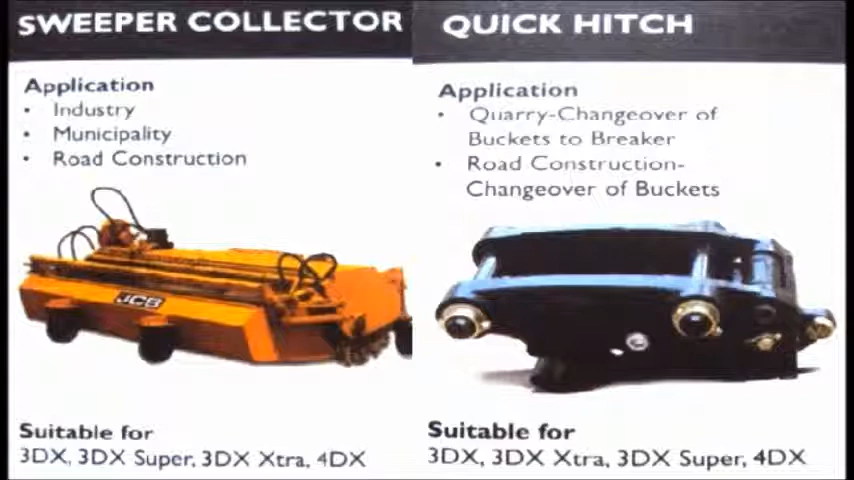 SWEEPER COLLECTOR
Application
• Industry
• Municipality
• Road Construction
JCB
Suitable for
3DX, 3DX Super, 3DX Xtra, 4DX
QUICK HITCH
Application
• Quarry-Changeover of
Buckets to Breaker
• Road Construction-
Changeover of Buckets
Suitable for
3DX, 3DX Xtra, 3DX Super, 4DX